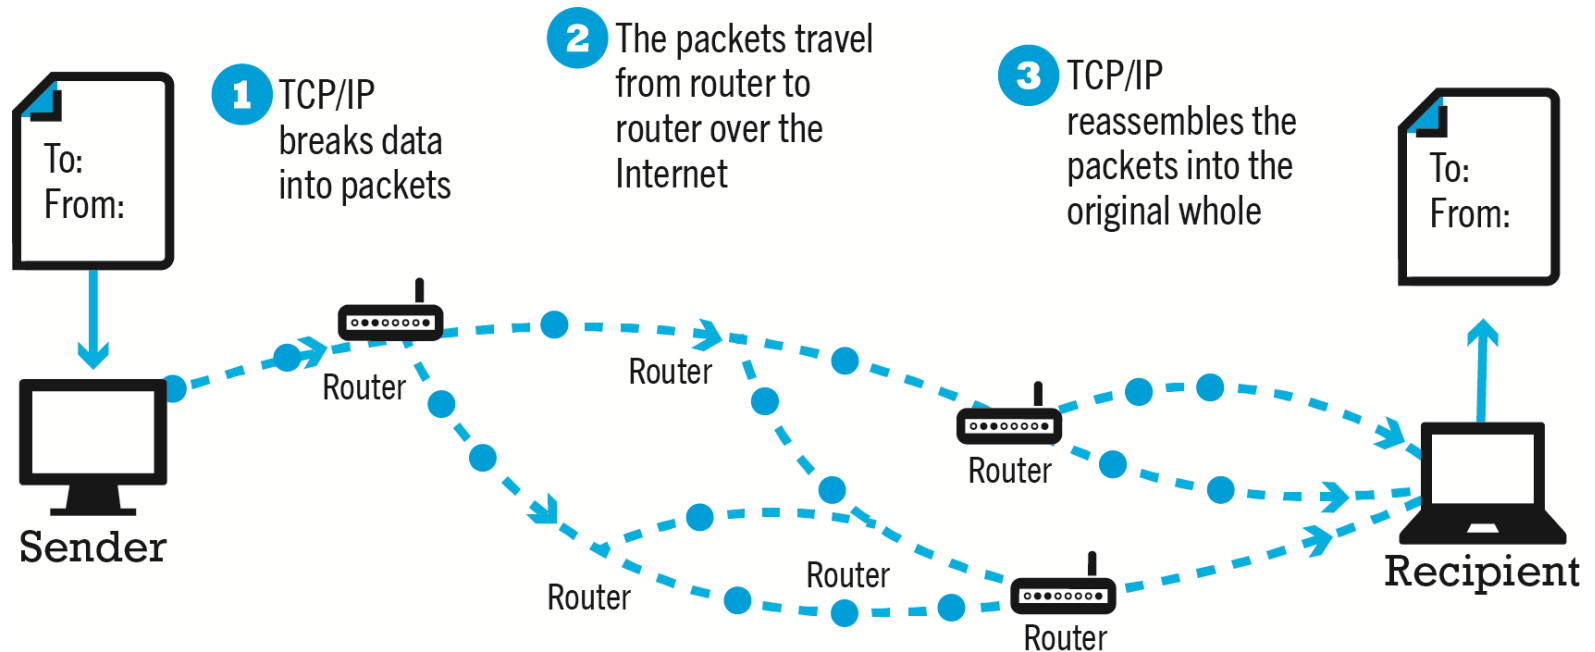 To:
From:
1
TCP/IP
breaks data
into packets
2
The packets travel
from router to
router over the
Internet
3
TCP/IP
reassembles the
packets into the
original whole
To:
From:
Router
Router
Router
Sender
Router
Router
Router
Recipient